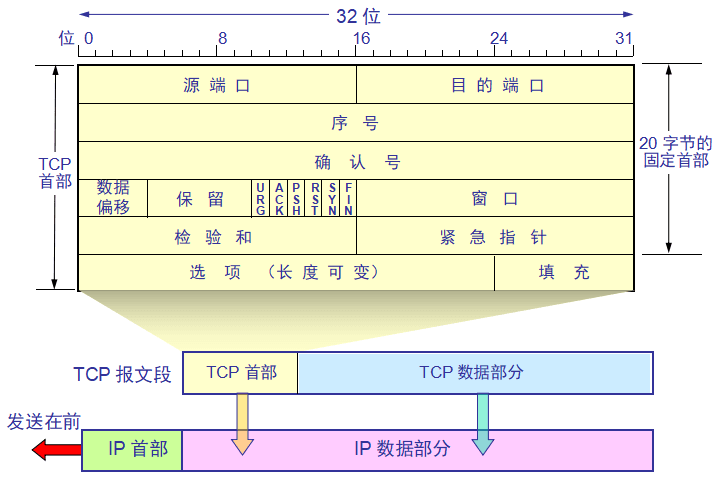 32 位
位 0 8 16 24 31
源 端 口 目 的 端 口
序 号
TCP
首部
20 字节的
固定首部
确 认 号
数据
偏移
保 留
URG
ACK
PSH
RST
SYN
FIN
窗 口
检 验 和 紧 急 指 针
选 项 （长 度 可 变） 填 充
TCP 报文段 TCP 首部 TCP 数据部分
发送在前
IP 首部 IP 数据部分